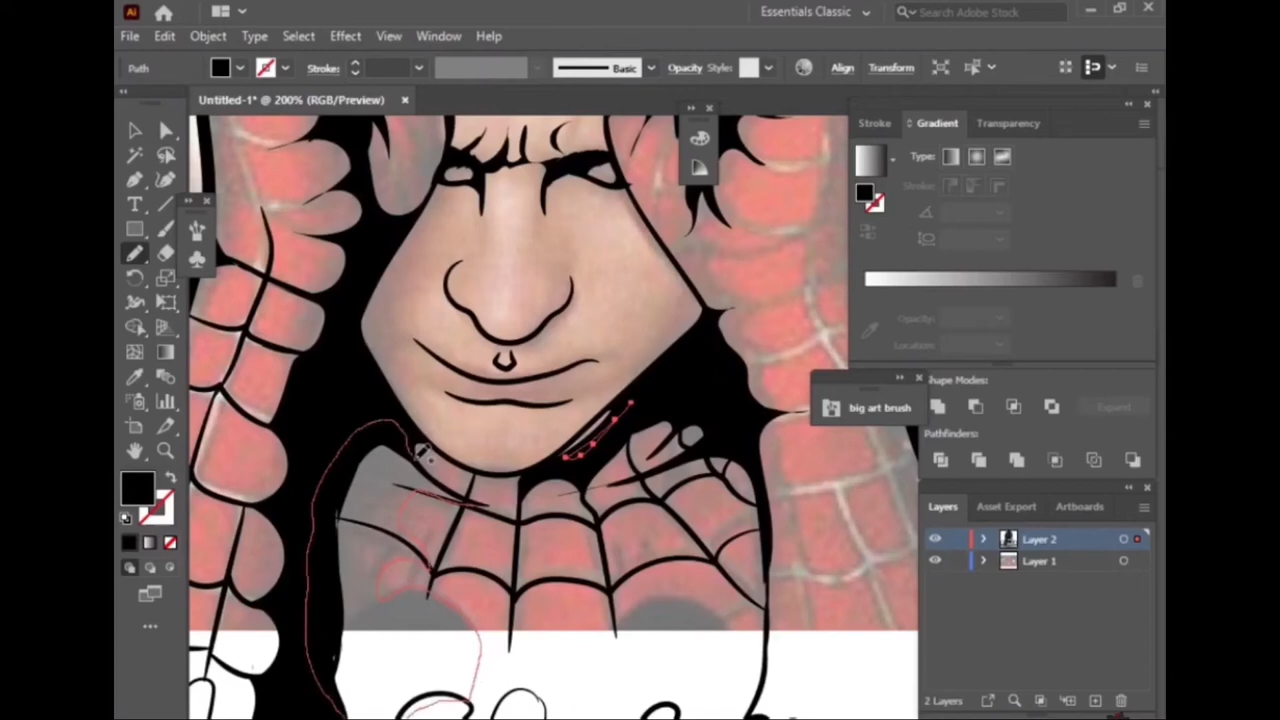 Ai
Essentials Classic
Search Adobe Stock
File Edit Object Type Select Effect View Window Help
Path Stroke: Basic Opacity Style: Align Transform
Untitled-1* @ 200% (RGB/Preview) ×
Stroke Gradient Transparency
Type:
Stroke:
Opacity:
Location:
big art brush
Shape Modes:
Expand
Pathfinders:
Layers Asset Export Artboards
Layer 2
Layer 1
2 Layers